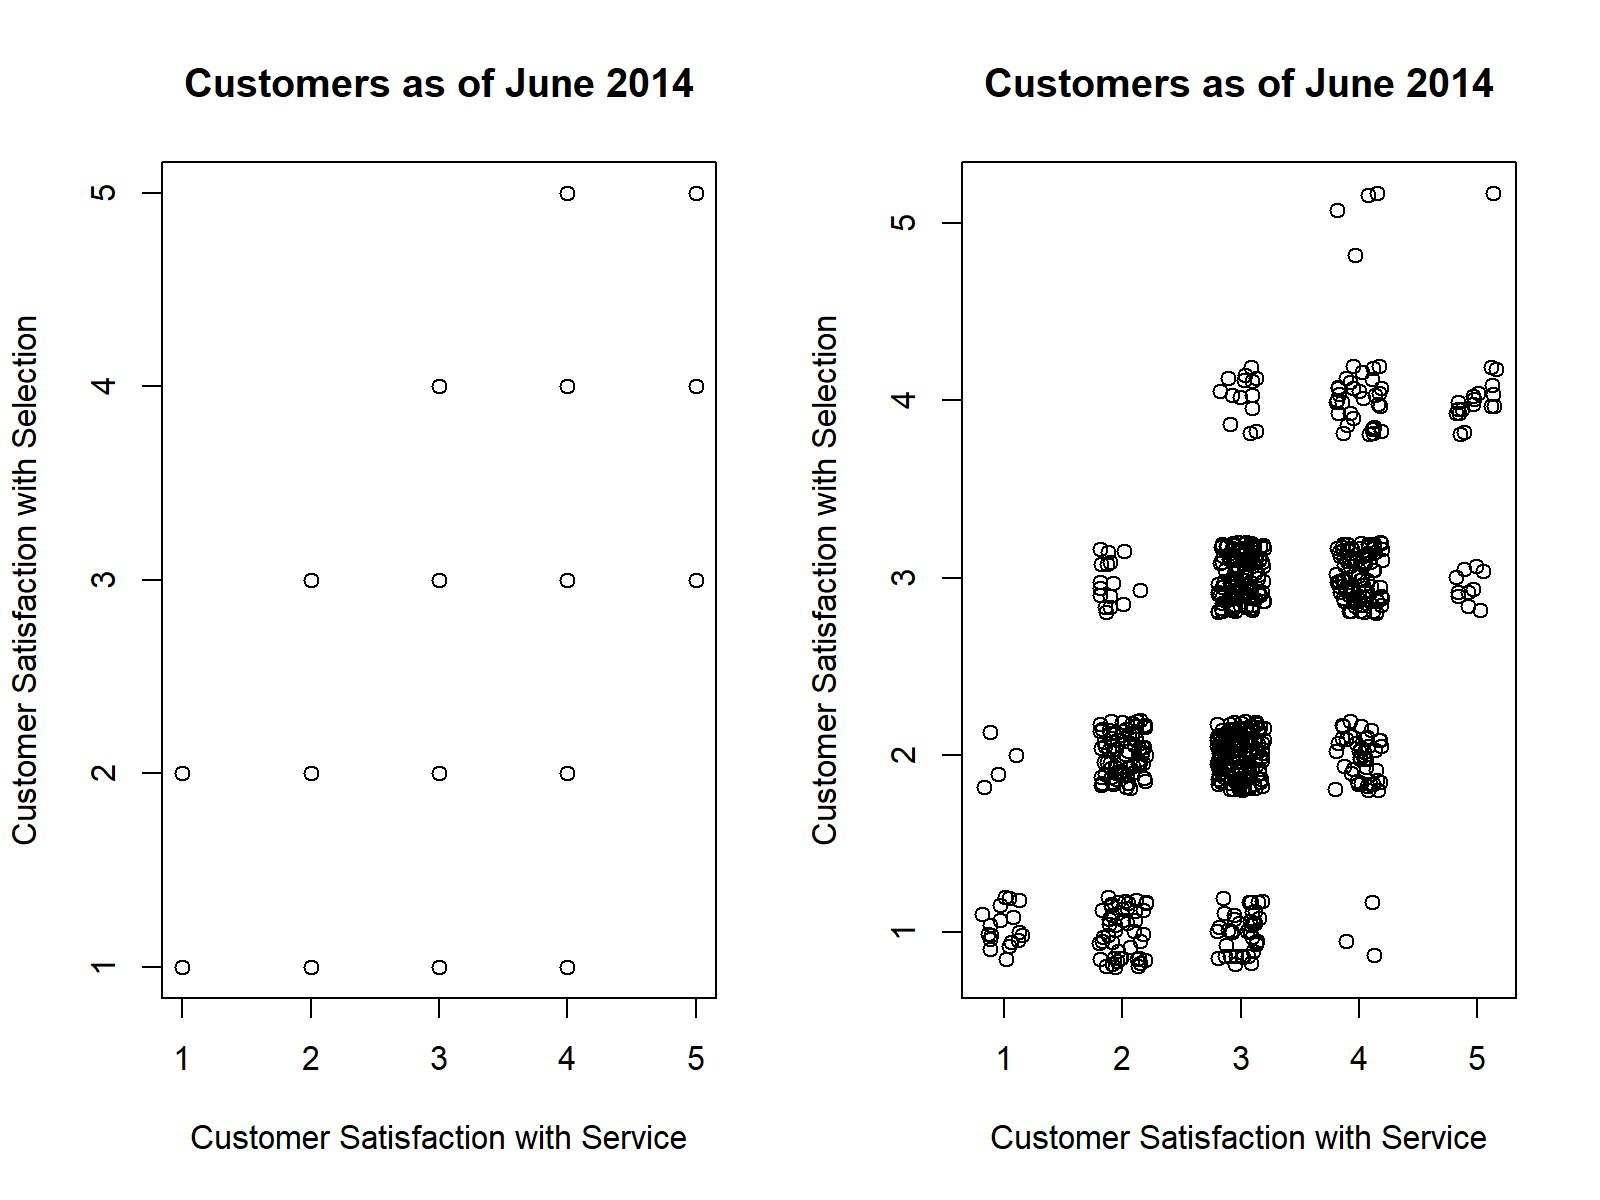 Customers as of June 2014
Customer Satisfaction with Selection
5
4
3
2
1
1 2 3 4 5
Customer Satisfaction with Service
Customers as of June 2014
Customer Satisfaction with Selection
5
4
3
2
1
1 2 3 4 5
Customer Satisfaction with Service